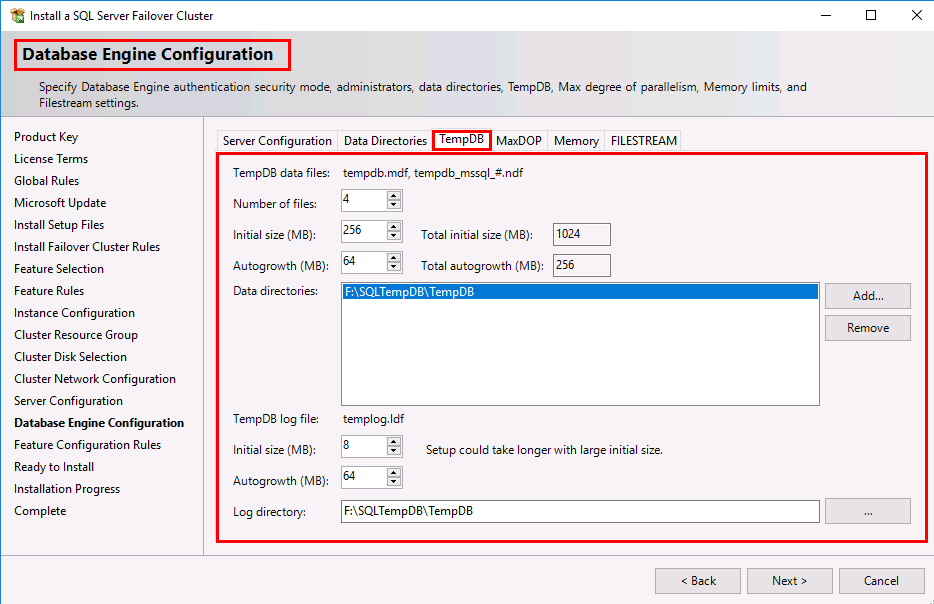 Install a SQL Server Failover Cluster
Database Engine Configuration
Specify Database Engine authentication security mode, administrators, data directories, TempDB, Max degree of parallelism, Memory limits, and
Filestream settings.
Product Key
License Terms
Global Rules
Microsoft Update
Install Setup Files
Install Failover Cluster Rules
Feature Selection
Feature Rules
Instance Configuration
Cluster Resource Group
Cluster Disk Selection
Cluster Network Configuration
Server Configuration
Database Engine Configuration
Feature Configuration Rules
Ready to Install
Installation Progress
Complete
Server Configuration Data Directories TempDB MaxDOP Memory FILESTREAM
TempDB data files: tempdb.mdf, tempdb_mssql_#.ndf
Number of files: 4
Initial size (MB): 256 Total initial size (MB): 1024
Autogrowth (MB): 64 Total autogrowth (MB): 256
Data directories: F:\SQLTempDB\TempDB Add...
Remove
TempDB log file: templog.ldf
Initial size (MB): 8 Setup could take longer with large initial size.
Autogrowth (MB): 64
Log directory: F:\SQLTempDB\TempDB ...
< Back Next > Cancel